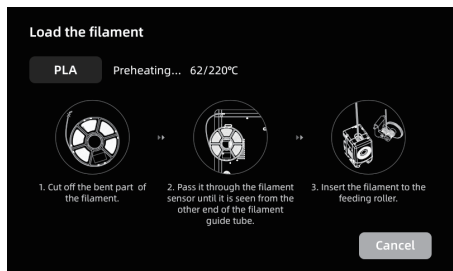 Load the filament
PLA
Preheating... 62/220℃
1. Cut off the bent part of
the filament.
2. Pass it through the filament
sensor until it is seen from the
other end of the filament
guide tube.
3. Insert the filament to the
feeding roller.
Cancel